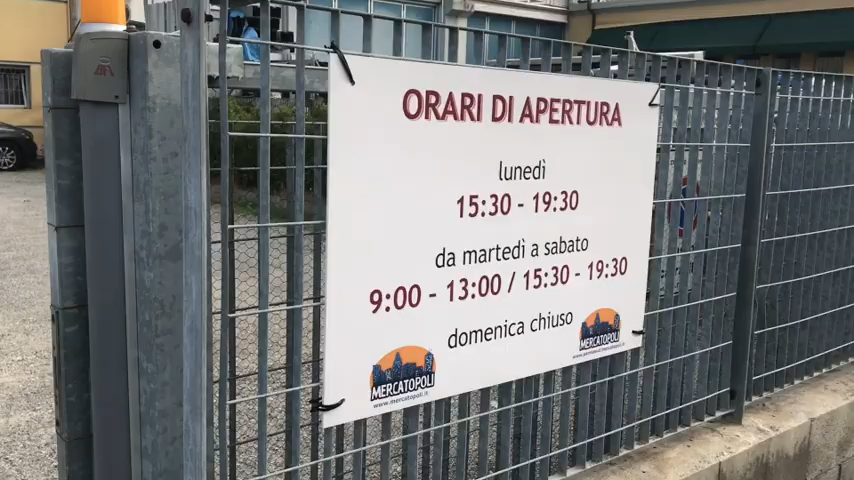 ORARI DI APERTURA
lunedì
15:30 - 19:30
da martedì a sabato
9:00 - 13:00 / 15:30 - 19:30
domenica chiuso
MERCATOPOLI
www.mercatopoli.it
MERCATOPOLI